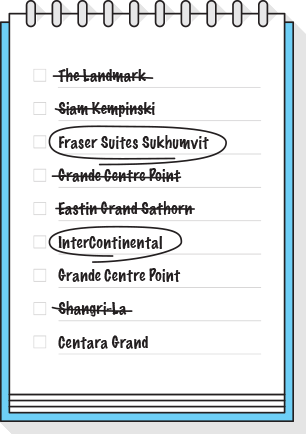 The Landmark
Siam Kempinski
Fraser Suites Sukhumvit
Grande Centre Point
Eastin Grand Sathorn
InterContinental
Grande Centre Point
Shangri-La
Centara Grand